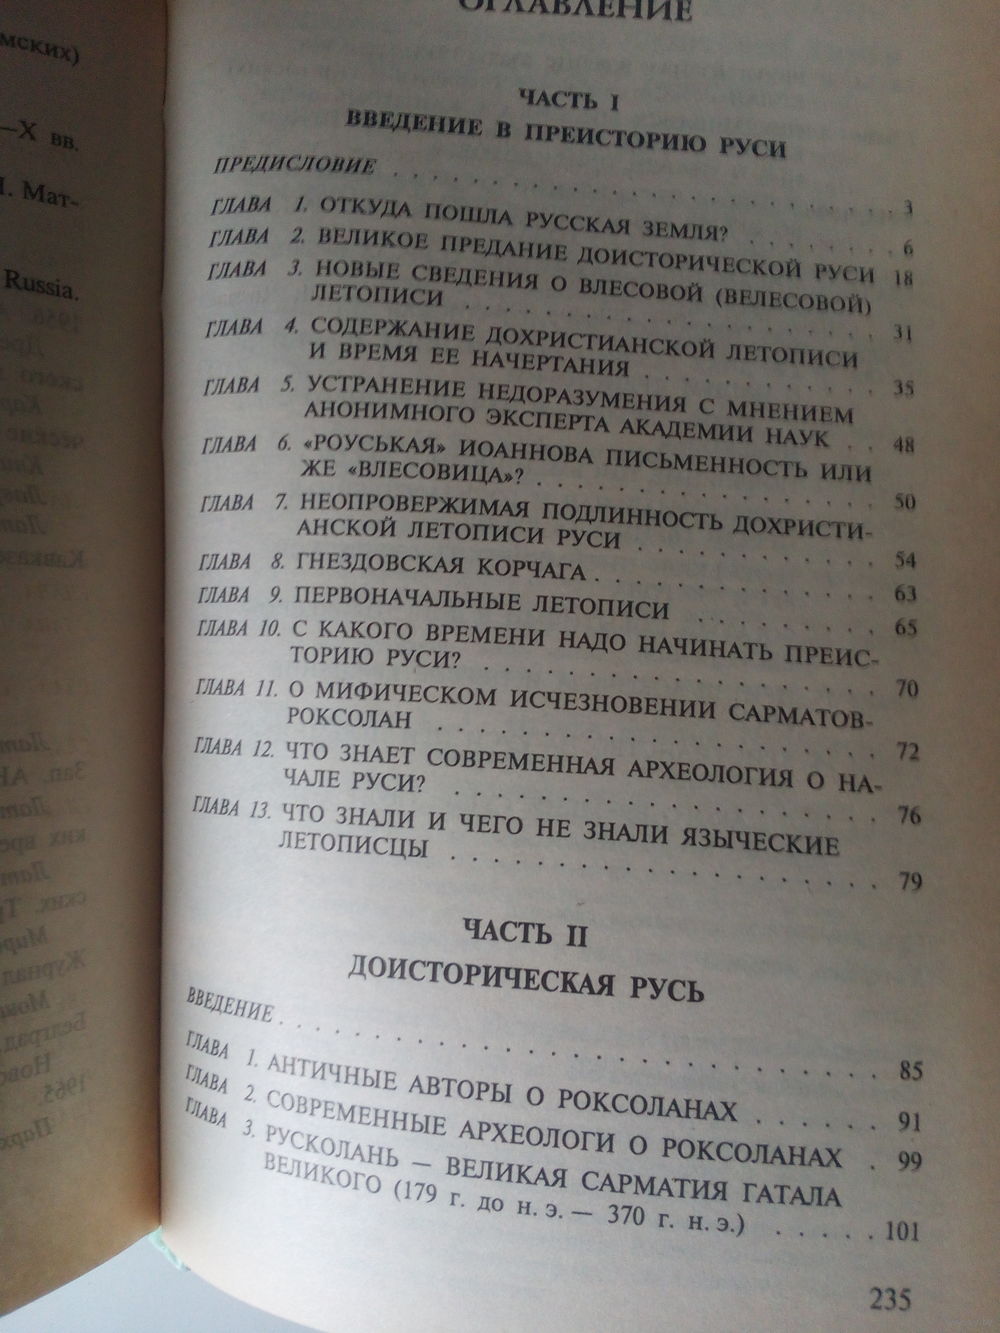 мских)
—X вв.
Мат-
Russia.
ОГЛАВЛЕНИЕ
ЧАСТЬ I
ВВЕДЕНИЕ В ПРЕИСТОРИЮ РУСИ
ПРЕДИСЛОВИЕ . . . . . . . . . . . . . . . . . . . . 3
ГЛАВА 1. ОТКУДА ПОШЛА РУССКАЯ ЗЕМЛЯ? . . . . . . . . 6
ГЛАВА 2. ВЕЛИКОЕ ПРЕДАНИЕ ДОИСТОРИЧЕСКОЙ РУСИ 18
ГЛАВА 3. НОВЫЕ СВЕДЕНИЯ О ВЛЕСОВОЙ (ВЕЛЕСОВОЙ)
ЛЕТОПИСИ . . . . . . . . . . . . . . . . . 31
ГЛАВА 4. СОДЕРЖАНИЕ ДОХРИСТИАНСКОЙ ЛЕТОПИСИ
И ВРЕМЯ ЕЕ НАЧЕРТАНИЯ . . . . . . . . . . 35
ГЛАВА 5. УСТРАНЕНИЕ НЕДОРАЗУМЕНИЯ С МНЕНИЕМ
АНОНИМНОГО ЭКСПЕРТА АКАДЕМИИ НАУК . . 48
ГЛАВА 6. «РОУСЬКАЯ» ИОАННОВА ПИСЬМЕННОСТЬ ИЛИ
ЖЕ «ВЛЕСОВИЦА»? . . . . . . . . . . . . . . 50
ГЛАВА 7. НЕОПРОВЕРЖИМАЯ ПОДЛИННОСТЬ ДОХРИСТИ-
АНСКОЙ ЛЕТОПИСИ РУСИ . . . . . . . . . . 54
ГЛАВА 8. ГНЕЗДОВСКАЯ КОРЧАГА . . . . . . . . . . . . 63
ГЛАВА 9. ПЕРВОНАЧАЛЬНЫЕ ЛЕТОПИСИ . . . . . . . . 65
ГЛАВА 10. С КАКОГО ВРЕМЕНИ НАДО НАЧИНАТЬ ПРЕИС-
ТОРИЮ РУСИ? . . . . . . . . . . . . . . . . 70
ГЛАВА 11. О МИФИЧЕСКОМ ИСЧЕЗНОВЕНИИ САРМАТОВ-
РОКСОЛАН . . . . . . . . . . . . . . . . . . 72
ГЛАВА 12. ЧТО ЗНАЕТ СОВРЕМЕННАЯ АРХЕОЛОГИЯ О НА-
ЧАЛЕ РУСИ? . . . . . . . . . . . . . . . . . 76
ГЛАВА 13. ЧТО ЗНАЛИ И ЧЕГО НЕ ЗНАЛИ ЯЗЫЧЕСКИЕ
ЛЕТОПИСЦЫ . . . . . . . . . . . . . . . . . 79
ЧАСТЬ II
ДОИСТОРИЧЕСКАЯ РУСЬ
ВВЕДЕНИЕ . . . . . . . . . . . . . . . . . . . . . . . 85
ГЛАВА 1. АНТИЧНЫЕ АВТОРЫ О РОКСОЛАНАХ . . . . . . 91
ГЛАВА 2. СОВРЕМЕННЫЕ АРХЕОЛОГИ О РОКСОЛАНАХ . 99
ГЛАВА 3. РУСКОЛАНЬ — ВЕЛИКАЯ САРМАТИЯ ГАТАЛА
ВЕЛИКОГО (179 г. до н. э. — 370 г. н. э.) . . . . . 101
235